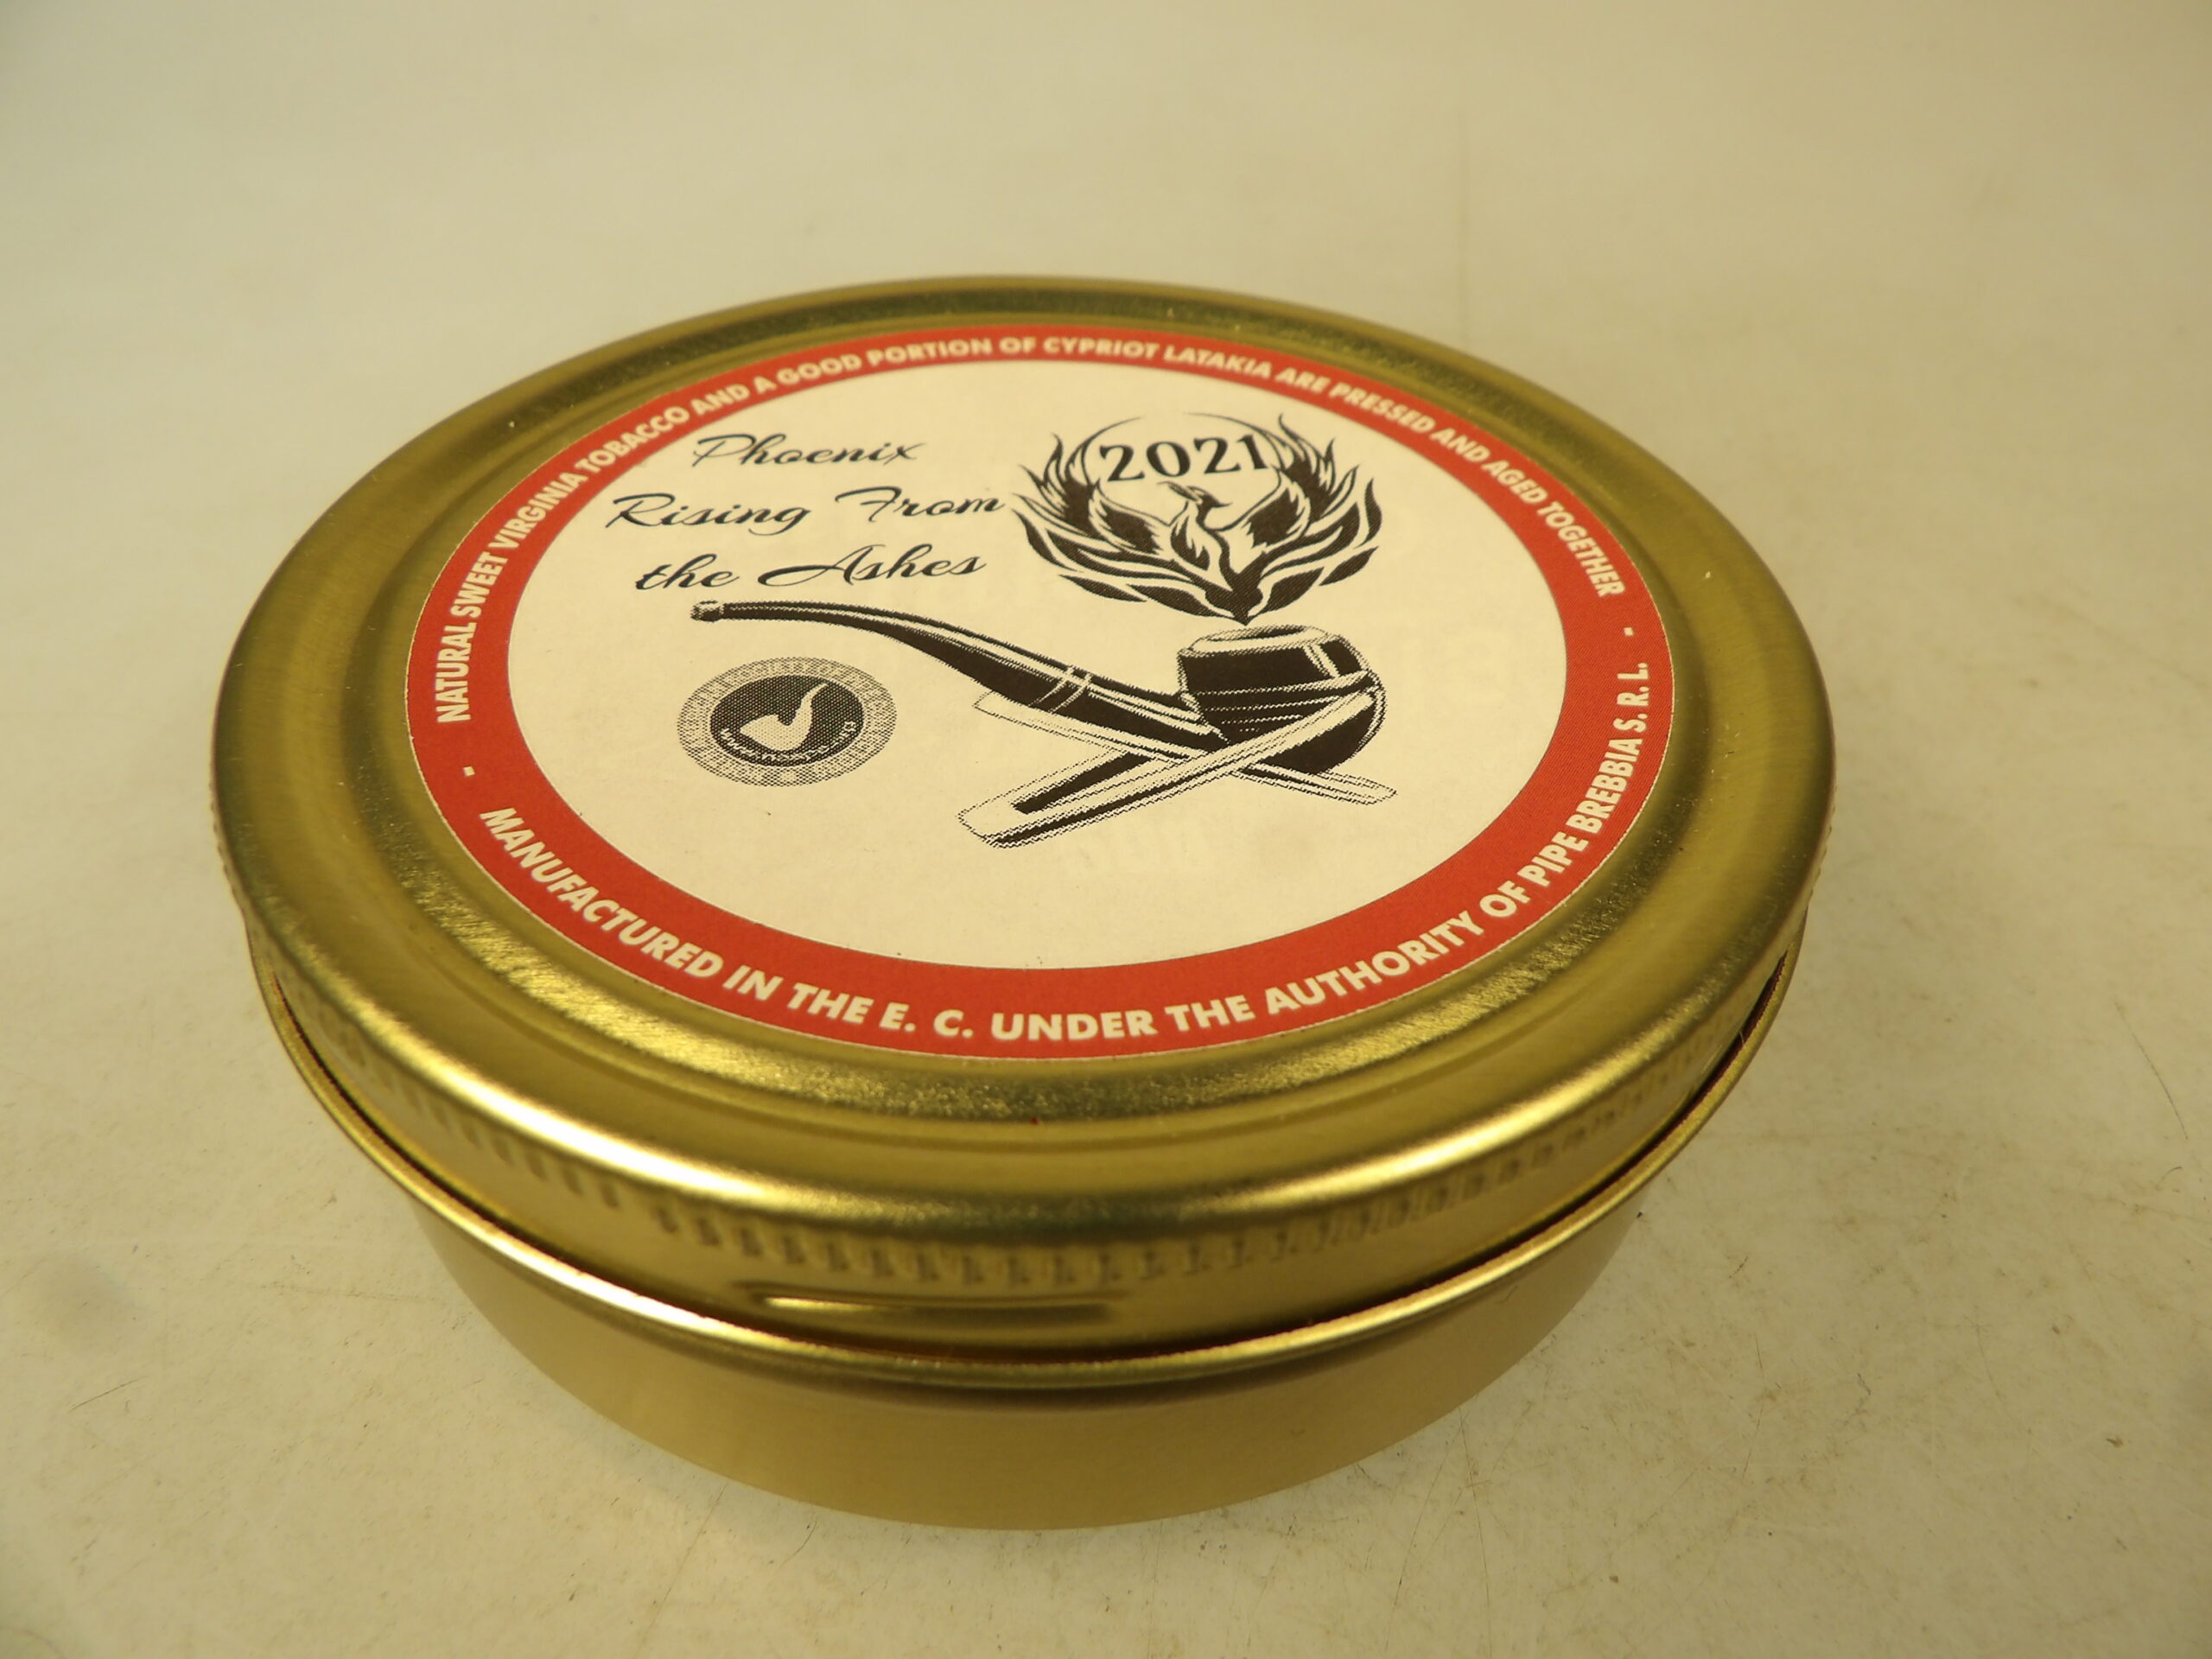 NATURAL SWEET VIRGINIA TOBACCO AND A GOOD PORTION OF CYPRIOT LATAKIA ARE PRESSED AND AGED TOGETHER
Phoenix
Rising From
the Ashes
2021
MANUFACTURED IN THE E. C. UNDER THE AUTHORITY OF PIPE BREBBIA S. R. L.